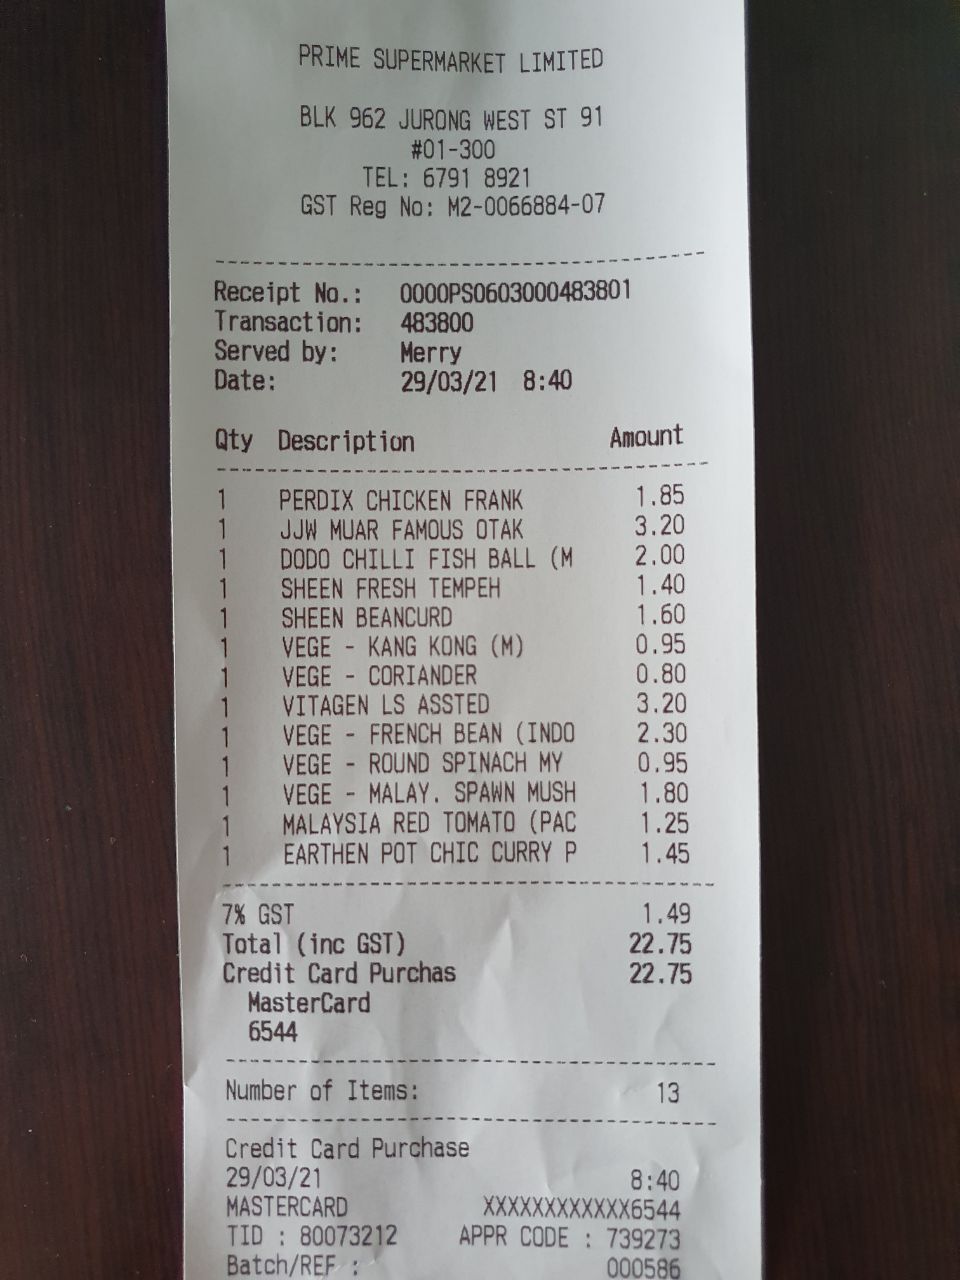 PRIME SUPERMARKET LIMITED
BLK 962 JURONG WEST ST 91
#01-300
TEL: 6791 8921
GST Reg No: M2-0066884-07
Receipt No.: 0000PS0603000483801
Transaction: 483800
Served by: Merry
Date: 29/03/21 8:40
Qty Description Amount
1 PERDIX CHICKEN FRANK 1.85
1 JJW MUAR FAMOUS OTAK 3.20
1 DODO CHILLI FISH BALL (M 2.00
1 SHEEN FRESH TEMPEH 1.40
1 SHEEN BEANCURD 1.60
1 VEGE - KANG KONG (M) 0.95
1 VEGE - CORIANDER 0.80
1 VITAGEN LS ASSTED 3.20
1 VEGE - FRENCH BEAN (INDO 2.30
1 VEGE - ROUND SPINACH MY 0.95
1 VEGE - MALAY. SPAWN MUSH 1.80
1 MALAYSIA RED TOMATO (PAC 1.25
1 EARTHEN POT CHIC CURRY P 1.45
7% GST 1.49
Total (inc GST) 22.75
Credit Card Purchas 22.75
MasterCard
6544
Number of Items: 13
Credit Card Purchase
29/03/21 8:40
MASTERCARD XXXXXXXXXXXX6544
TID : 80073212 APPR CODE : 739273
Batch/REF : 000586